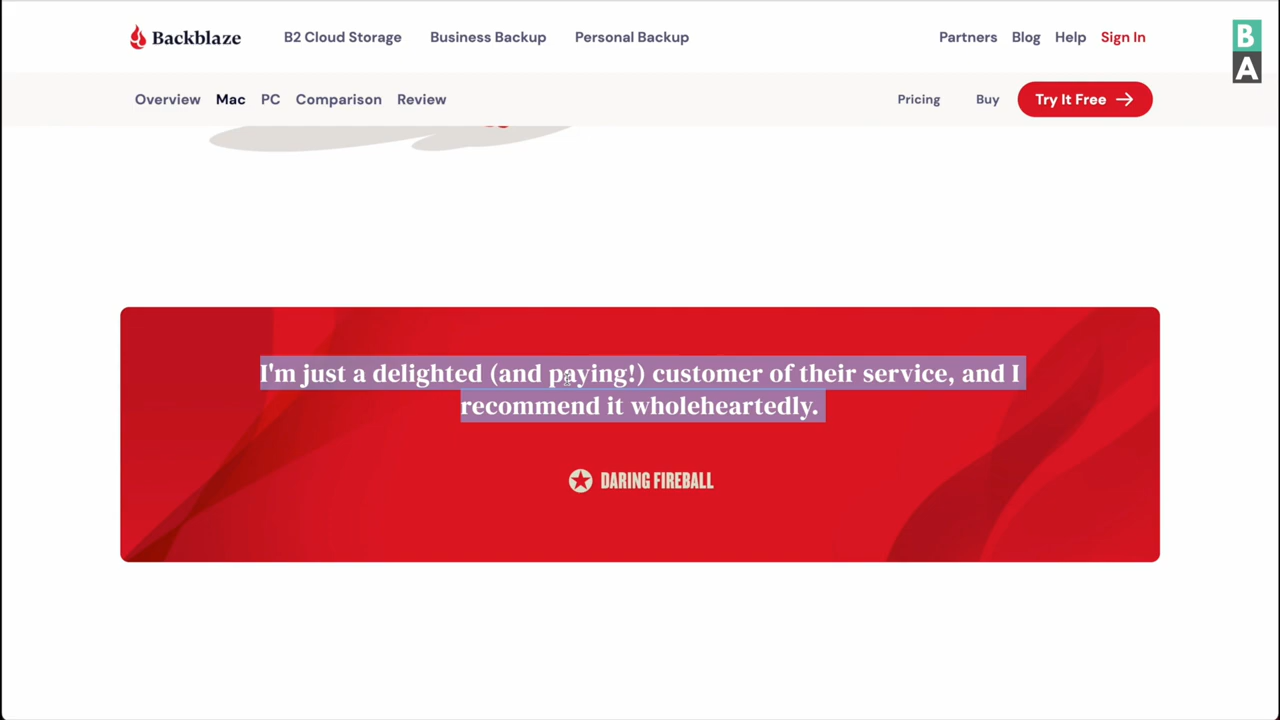 Backblaze B2 Cloud Storage Business Backup Personal Backup Partners Blog Help Sign In
B
A
Overview Mac PC Comparison Review Pricing Buy Try It Free
I'm just a delighted (and paying!) customer of their service, and I
recommend it wholeheartedly.
DARING FIREBALL